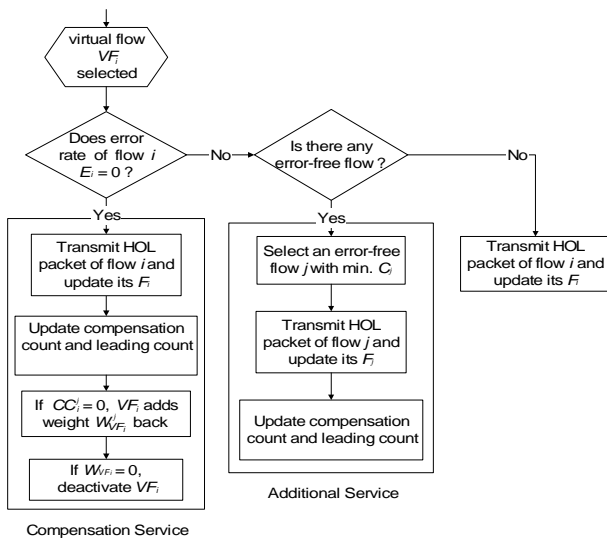 virtual flow
VFᵢ
selected
Does error
rate of flow i
Eᵢ = 0 ?
No
Is there any
error-free flow ?
No
Yes
Yes
Transmit HOL
packet of flow i and
update its Fᵢ
Select an error-free
flow j with min. Cⱼ
Transmit HOL
packet of flow i and
update its Fᵢ
Update compensation
count and leading count
Transmit HOL
packet of flow j and
update its Fⱼ
If CCᵢʲ = 0, VFᵢ adds
weight W_{VFᵢ}^j back
Update compensation
count and leading count
If W_{VFᵢ} = 0,
deactivate VFᵢ
Additional Service
Compensation Service